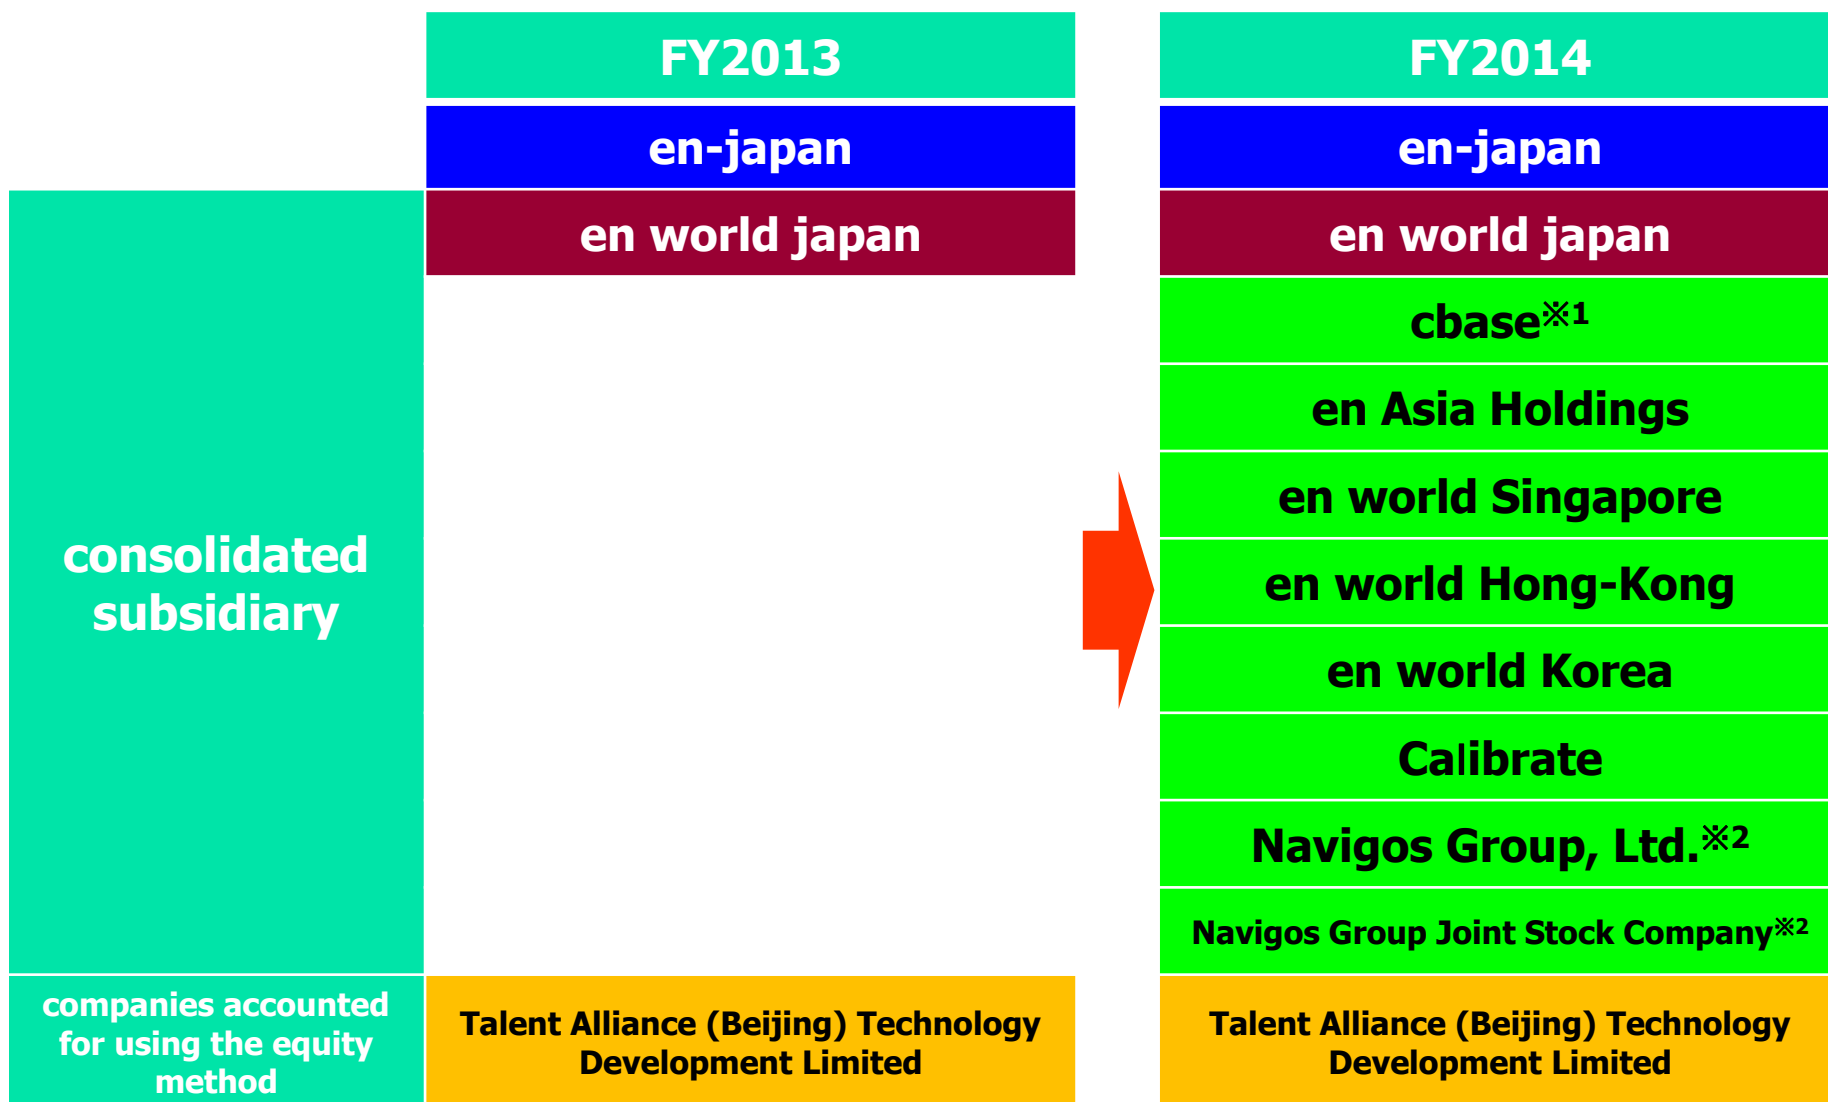 FY2013
FY2014
en-japan
en-japan
consolidated
subsidiary
en world japan
en world japan
cbase※1
en Asia Holdings
en world Singapore
en world Hong-Kong
en world Korea
Calibrate
Navigos Group, Ltd.※2
Navigos Group Joint Stock Company※2
companies accounted
for using the equity
method
Talent Alliance (Beijing) Technology
Development Limited
Talent Alliance (Beijing) Technology
Development Limited